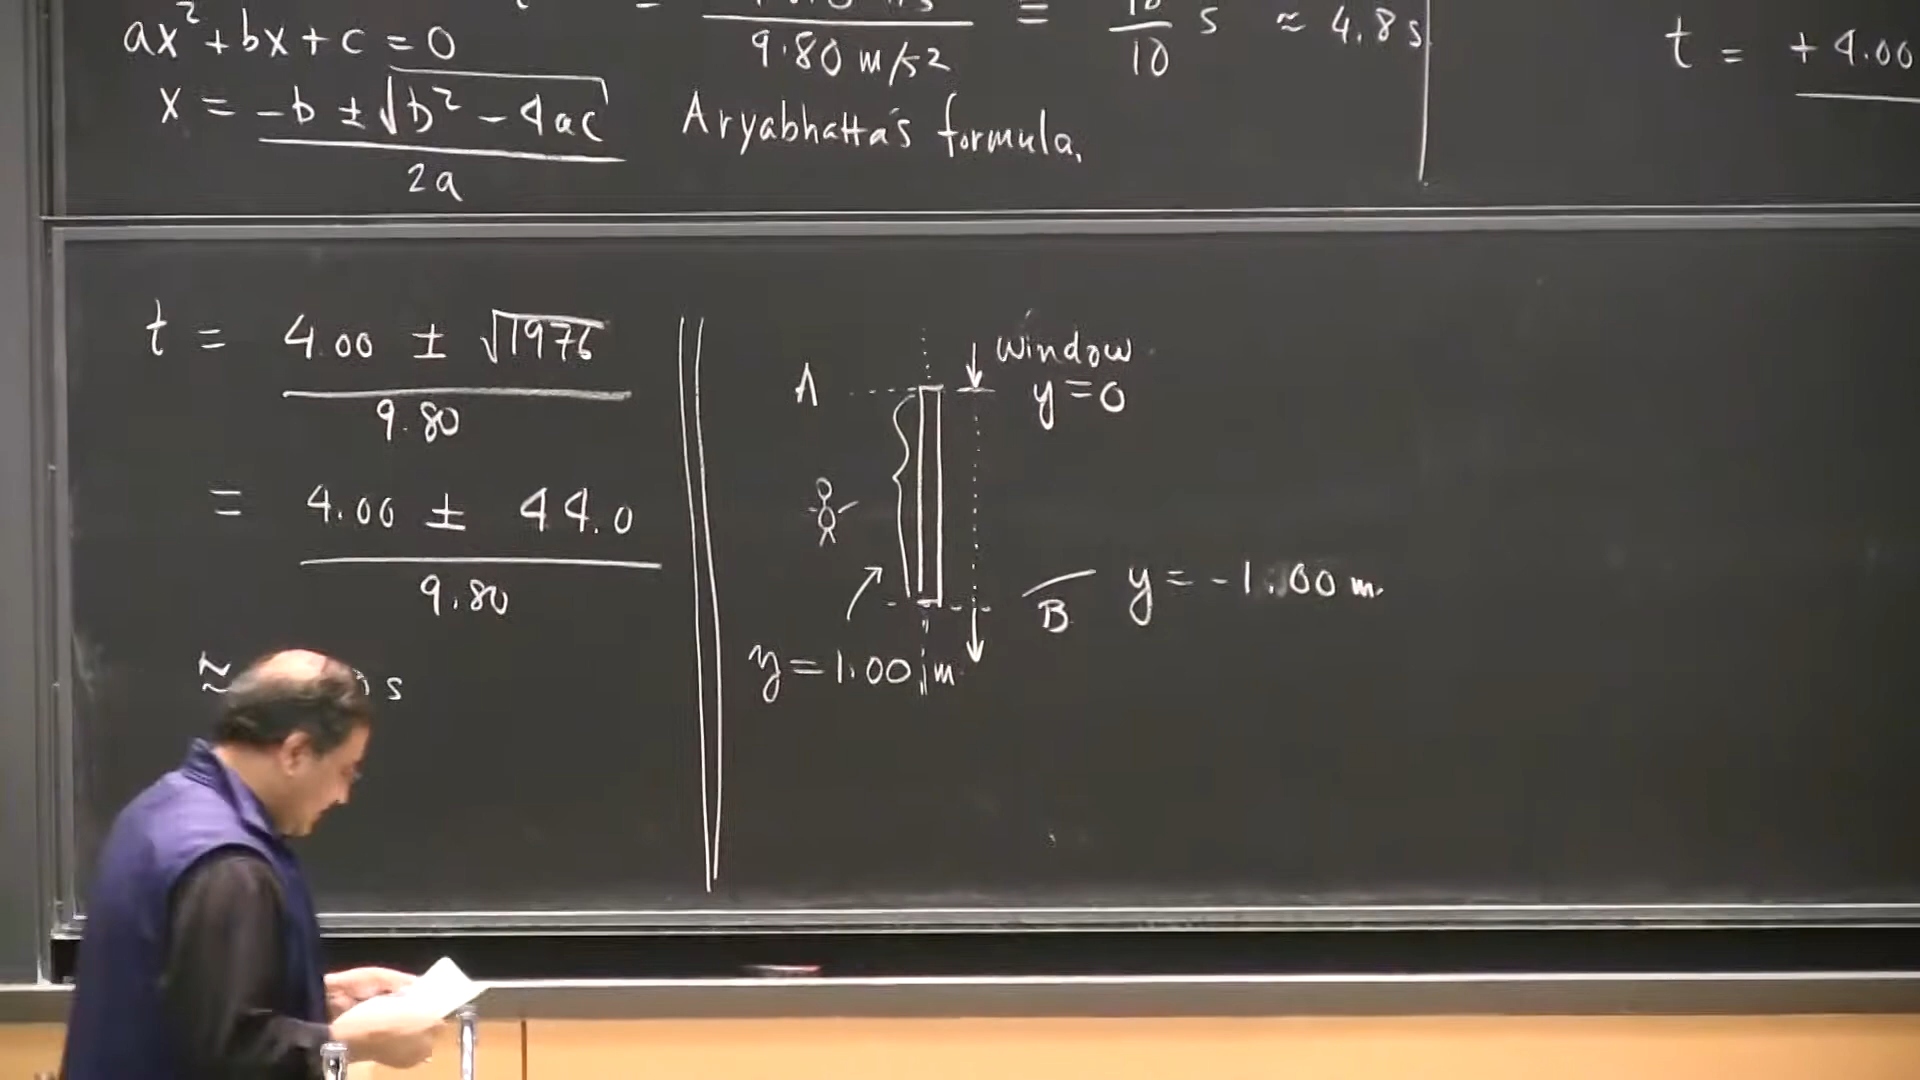 ax² + bx + c = 0
x = -b ± √b² - 4ac
2a
Aryabhatta's formula.
9.80 m/s²
= 10 s ≈ 4.8 s
t = + 4.00
t = 4.00 ± √1976
9.80
= 4.00 ± 44.0
9.80
≈ s
window
A
y = 0
B y = -1.00 m.
y = 1.00 m